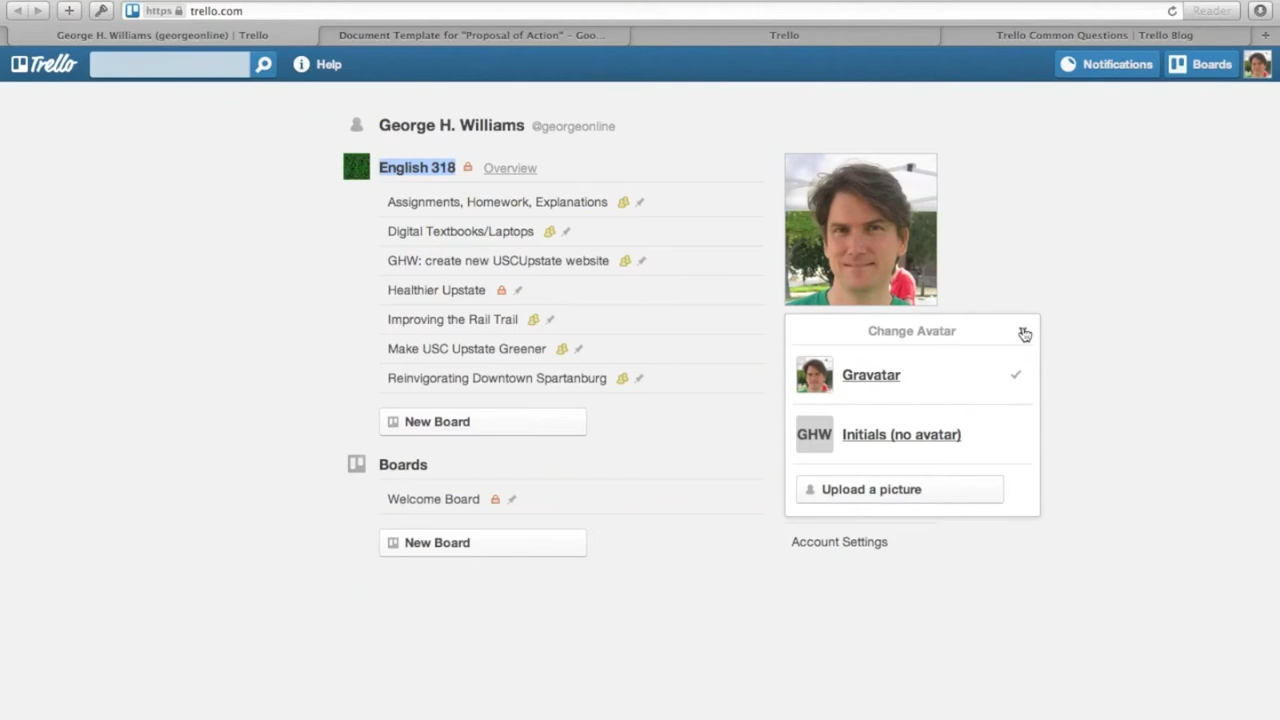 https trello.com Reader
George H. Williams (georgeonline) | Trello
Document Template for "Proposal of Action" – Goo...
Trello
Trello Common Questions | Trello Blog
Trello Help Notifications Boards
George H. Williams @georgeonline
English 318 Overview
Assignments, Homework, Explanations
Digital Textbooks/Laptops
GHW: create new USCUpstate website
Healthier Upstate
Improving the Rail Trail
Make USC Upstate Greener
Reinvigorating Downtown Spartanburg
New Board
Boards
Welcome Board
New Board
Change Avatar
Gravatar
GHW Initials (no avatar)
Upload a picture
Account Settings